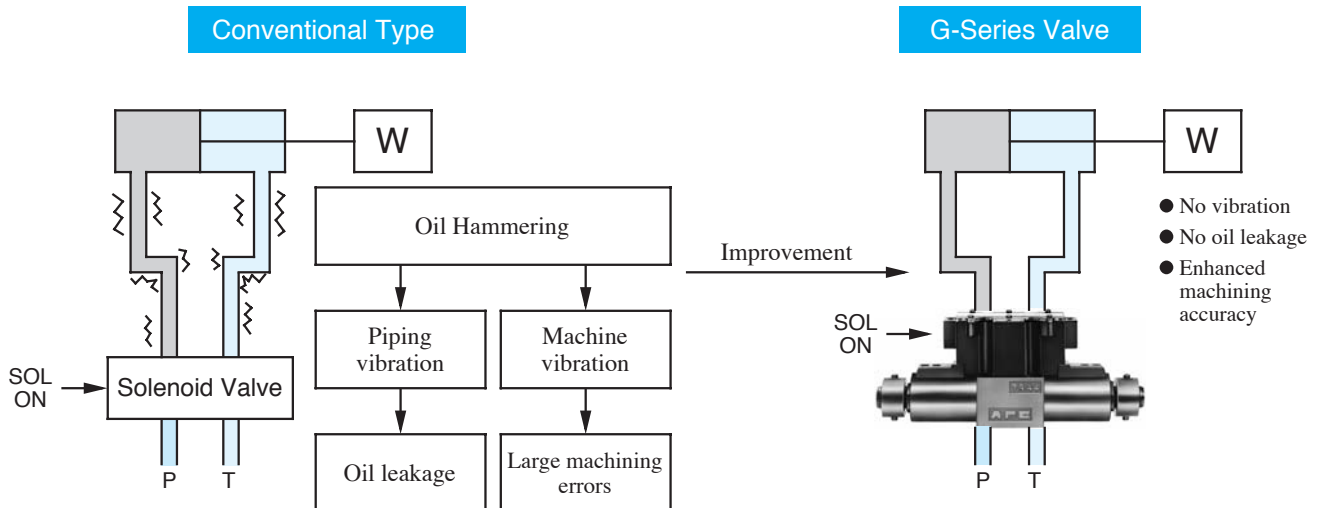 Conventional Type
W
Oil Hammering
Piping
vibration
Machine
vibration
SOL
ON
Solenoid Valve
Oil leakage
Large machining
errors
P
T
Improvement
G-Series Valve
W
● No vibration
● No oil leakage
● Enhanced
machining
accuracy
SOL
ON
P
T